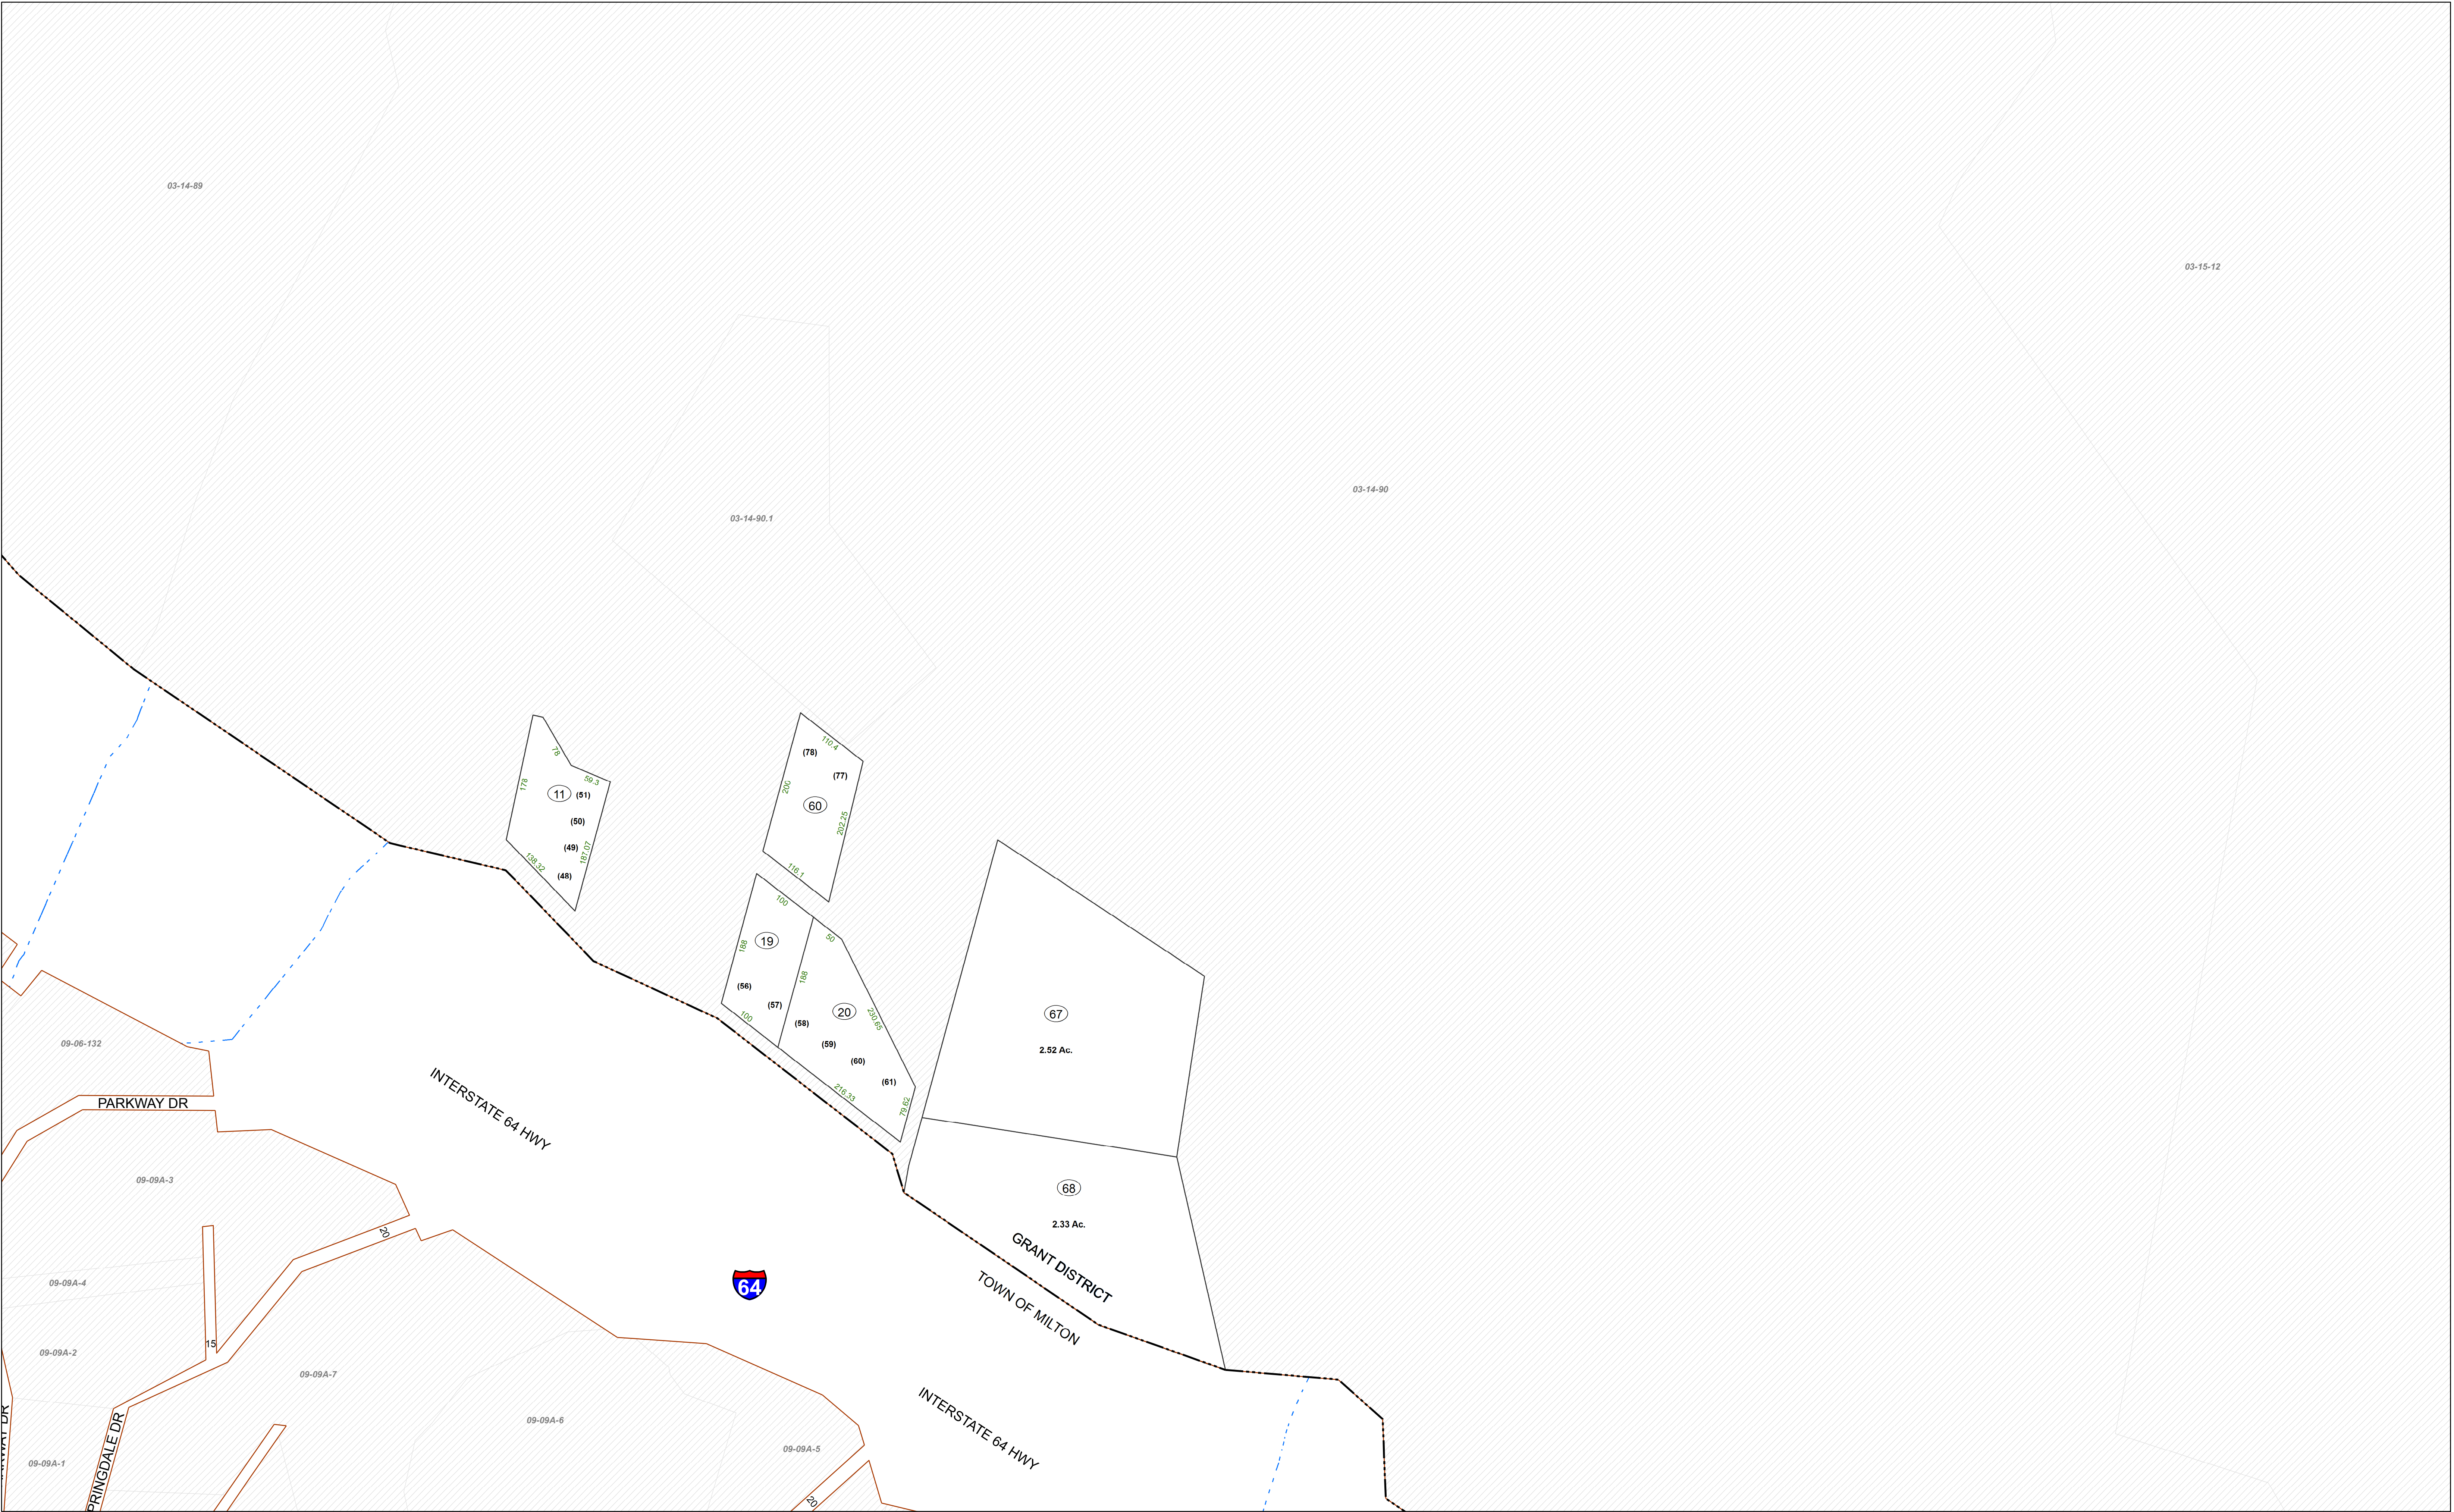 03-14-89
03-15-12
03-14-90
03-14-90.1
110.4
(78)
(77)
200
60
202.25
116.1
78
59.3
178
11
(51)
(50)
(49)
187.07
138.32
(48)
100
19
50
188
188
(56)
(57)
100
20
230.65
(58)
(59)
(60)
(61)
216.33
79.62
67
2.52 Ac.
68
2.33 Ac.
GRANT DISTRICT
TOWN OF MILTON
INTERSTATE 64 HWY
64
INTERSTATE 64 HWY
09-06-132
PARKWAY DR
09-09A-3
20
09-09A-4
15
09-09A-2
09-09A-7
09-09A-6
09-09A-5
09-09A-1
PRINGDALE DR
20